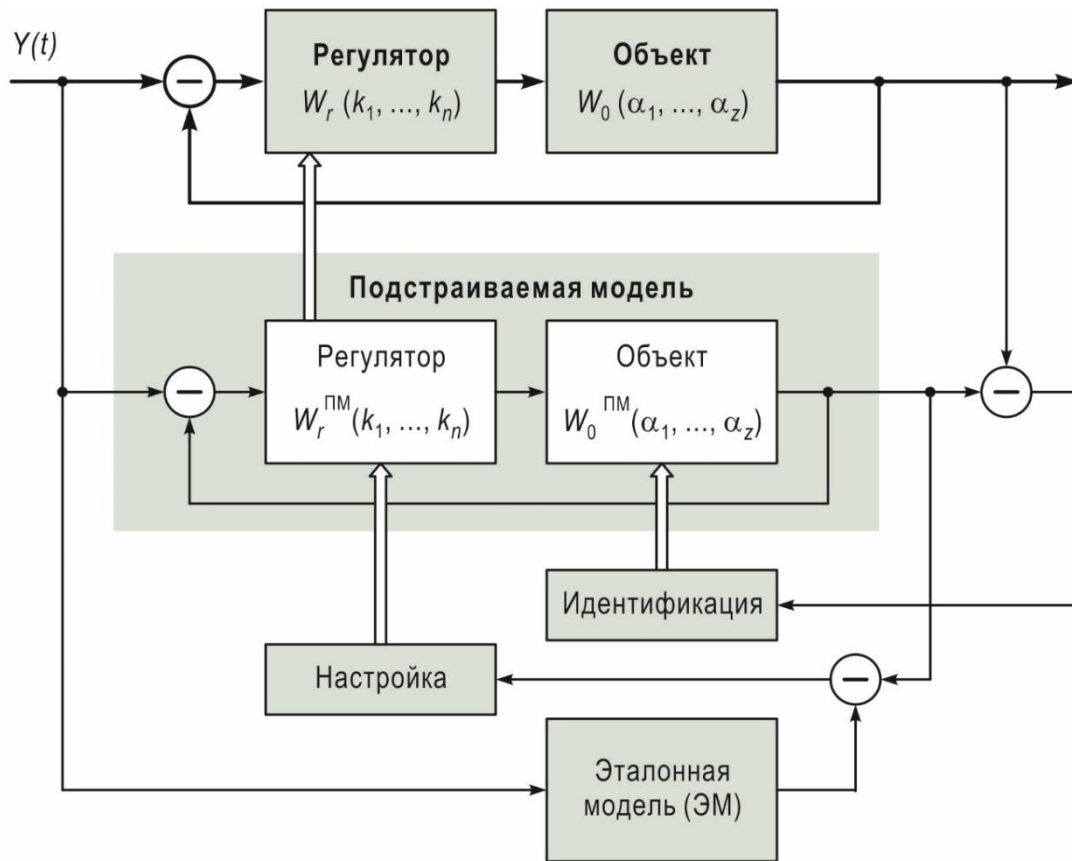 Y(t)
Регулятор
W_r (k_1, ..., k_n)
Объект
W_0 (α_1, ..., α_z)
Подстраиваемая модель
Регулятор
W_r^ПМ (k_1, ..., k_n)
Объект
W_0^ПМ (α_1, ..., α_z)
Идентификация
Настройка
Эталонная
модель (ЭМ)